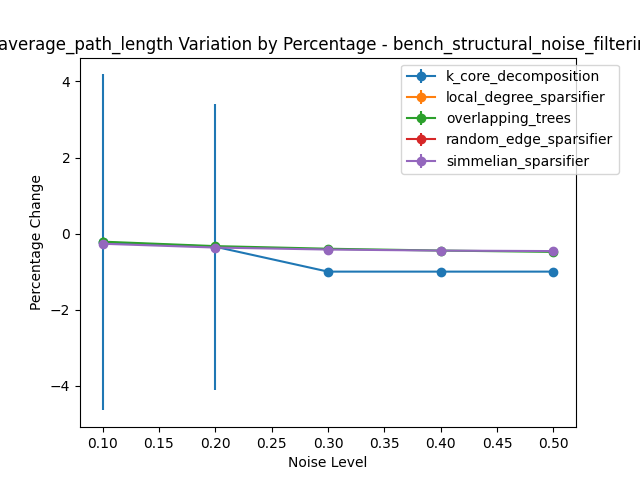 average_path_length Variation by Percentage - bench_structural_noise_filterin
k_core_decomposition
local_degree_sparsifier
overlapping_trees
random_edge_sparsifier
simmelian_sparsifier
Percentage Change
4
2
0
−2
−4
0.10 0.15 0.20 0.25 0.30 0.35 0.40 0.45 0.50
Noise Level